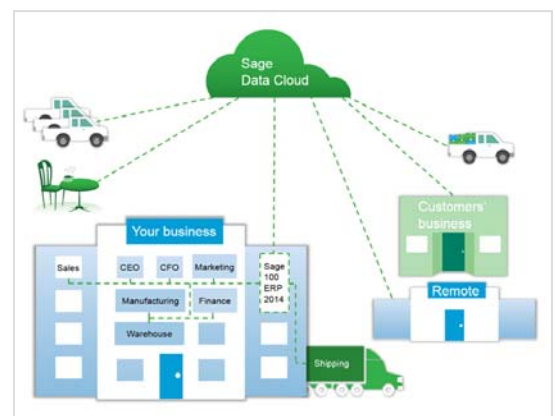 Sage
Data Cloud
Customers'
business
Your business
Remote
Sales
CEO
CFO
Marketing
Sage
100
ERP
2014
Manufacturing
Finance
Warehouse
Shipping